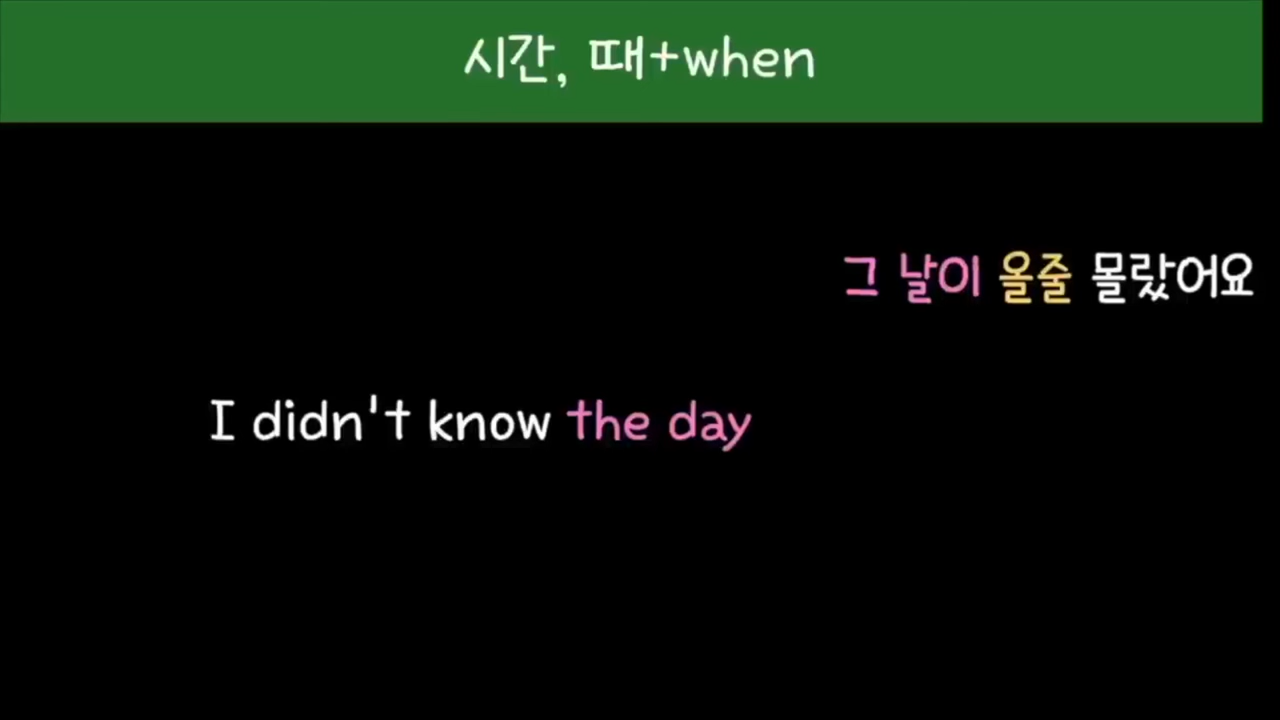 시간, 때+when
그 날이 올줄 몰랐어요
I didn't know the day